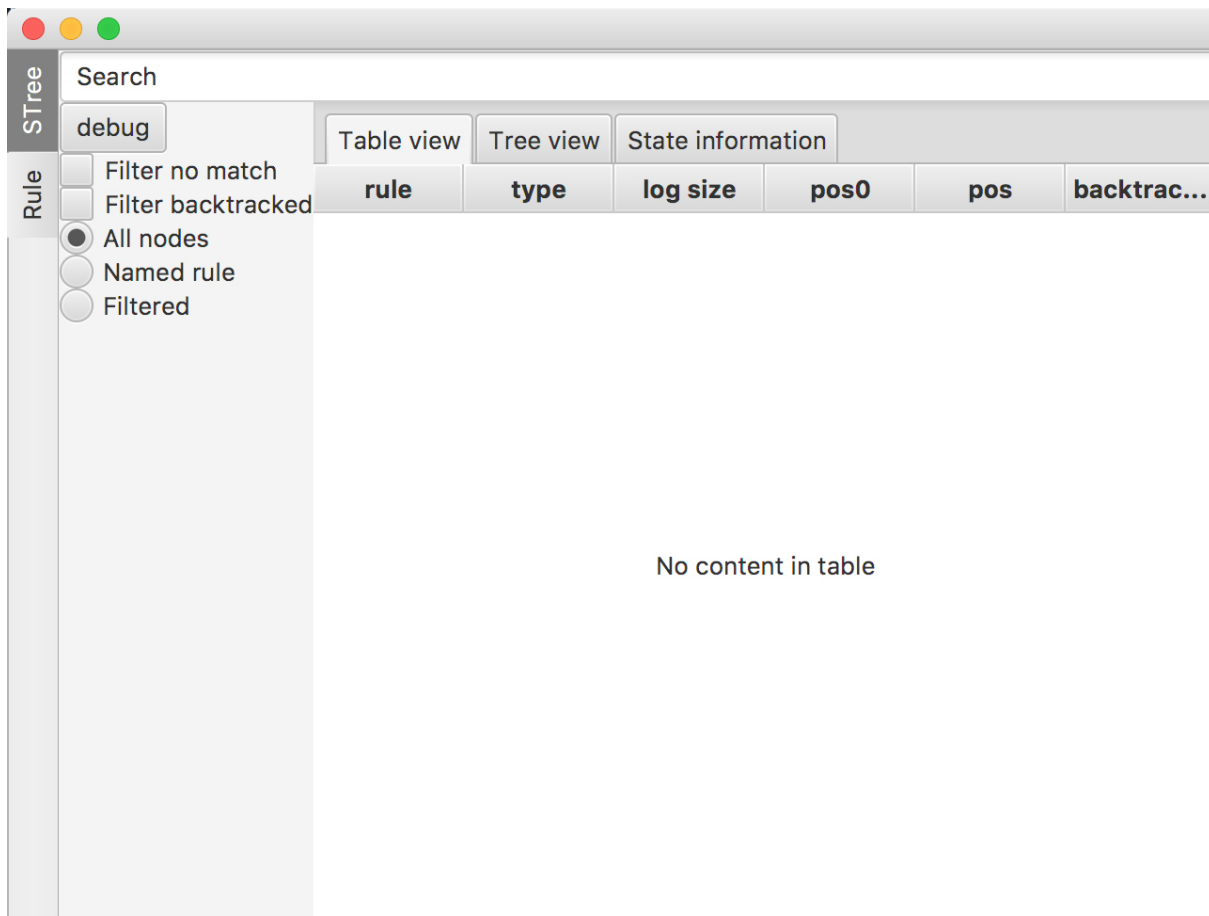 STree
Rule
Search
debug
Filter no match
Filter backtracked
All nodes
Named rule
Filtered
Table view Tree view State information
rule type log size pos0 pos backtrac...
No content in table